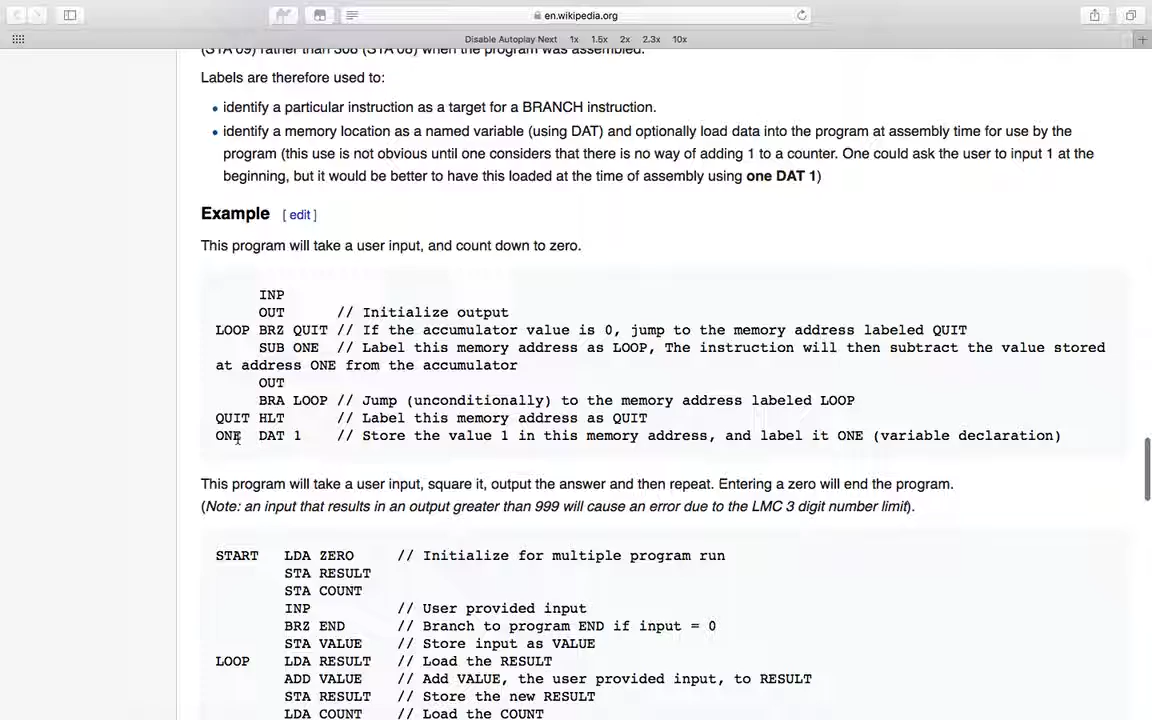 en.wikipedia.org
Disable Autoplay Next 1x 1.5x 2x 2.3x 10x
(STA 09) rather than 308 (STA 08) when the program was assembled.
Labels are therefore used to:
• identify a particular instruction as a target for a BRANCH instruction.
• identify a memory location as a named variable (using DAT) and optionally load data into the program at assembly time for use by the
program (this use is not obvious until one considers that there is no way of adding 1 to a counter. One could ask the user to input 1 at the
beginning, but it would be better to have this loaded at the time of assembly using one DAT 1)
Example [ edit ]
This program will take a user input, and count down to zero.
INP
OUT // Initialize output
LOOP BRZ QUIT // If the accumulator value is 0, jump to the memory address labeled QUIT
SUB ONE // Label this memory address as LOOP, The instruction will then subtract the value stored
at address ONE from the accumulator
OUT
BRA LOOP // Jump (unconditionally) to the memory address labeled LOOP
QUIT HLT // Label this memory address as QUIT
ONE DAT 1 // Store the value 1 in this memory address, and label it ONE (variable declaration)
This program will take a user input, square it, output the answer and then repeat. Entering a zero will end the program.
(Note: an input that results in an output greater than 999 will cause an error due to the LMC 3 digit number limit).
START LDA ZERO // Initialize for multiple program run
STA RESULT
STA COUNT
INP // User provided input
BRZ END // Branch to program END if input = 0
STA VALUE // Store input as VALUE
LOOP LDA RESULT // Load the RESULT
ADD VALUE // Add VALUE, the user provided input, to RESULT
STA RESULT // Store the new RESULT
LDA COUNT // Load the COUNT